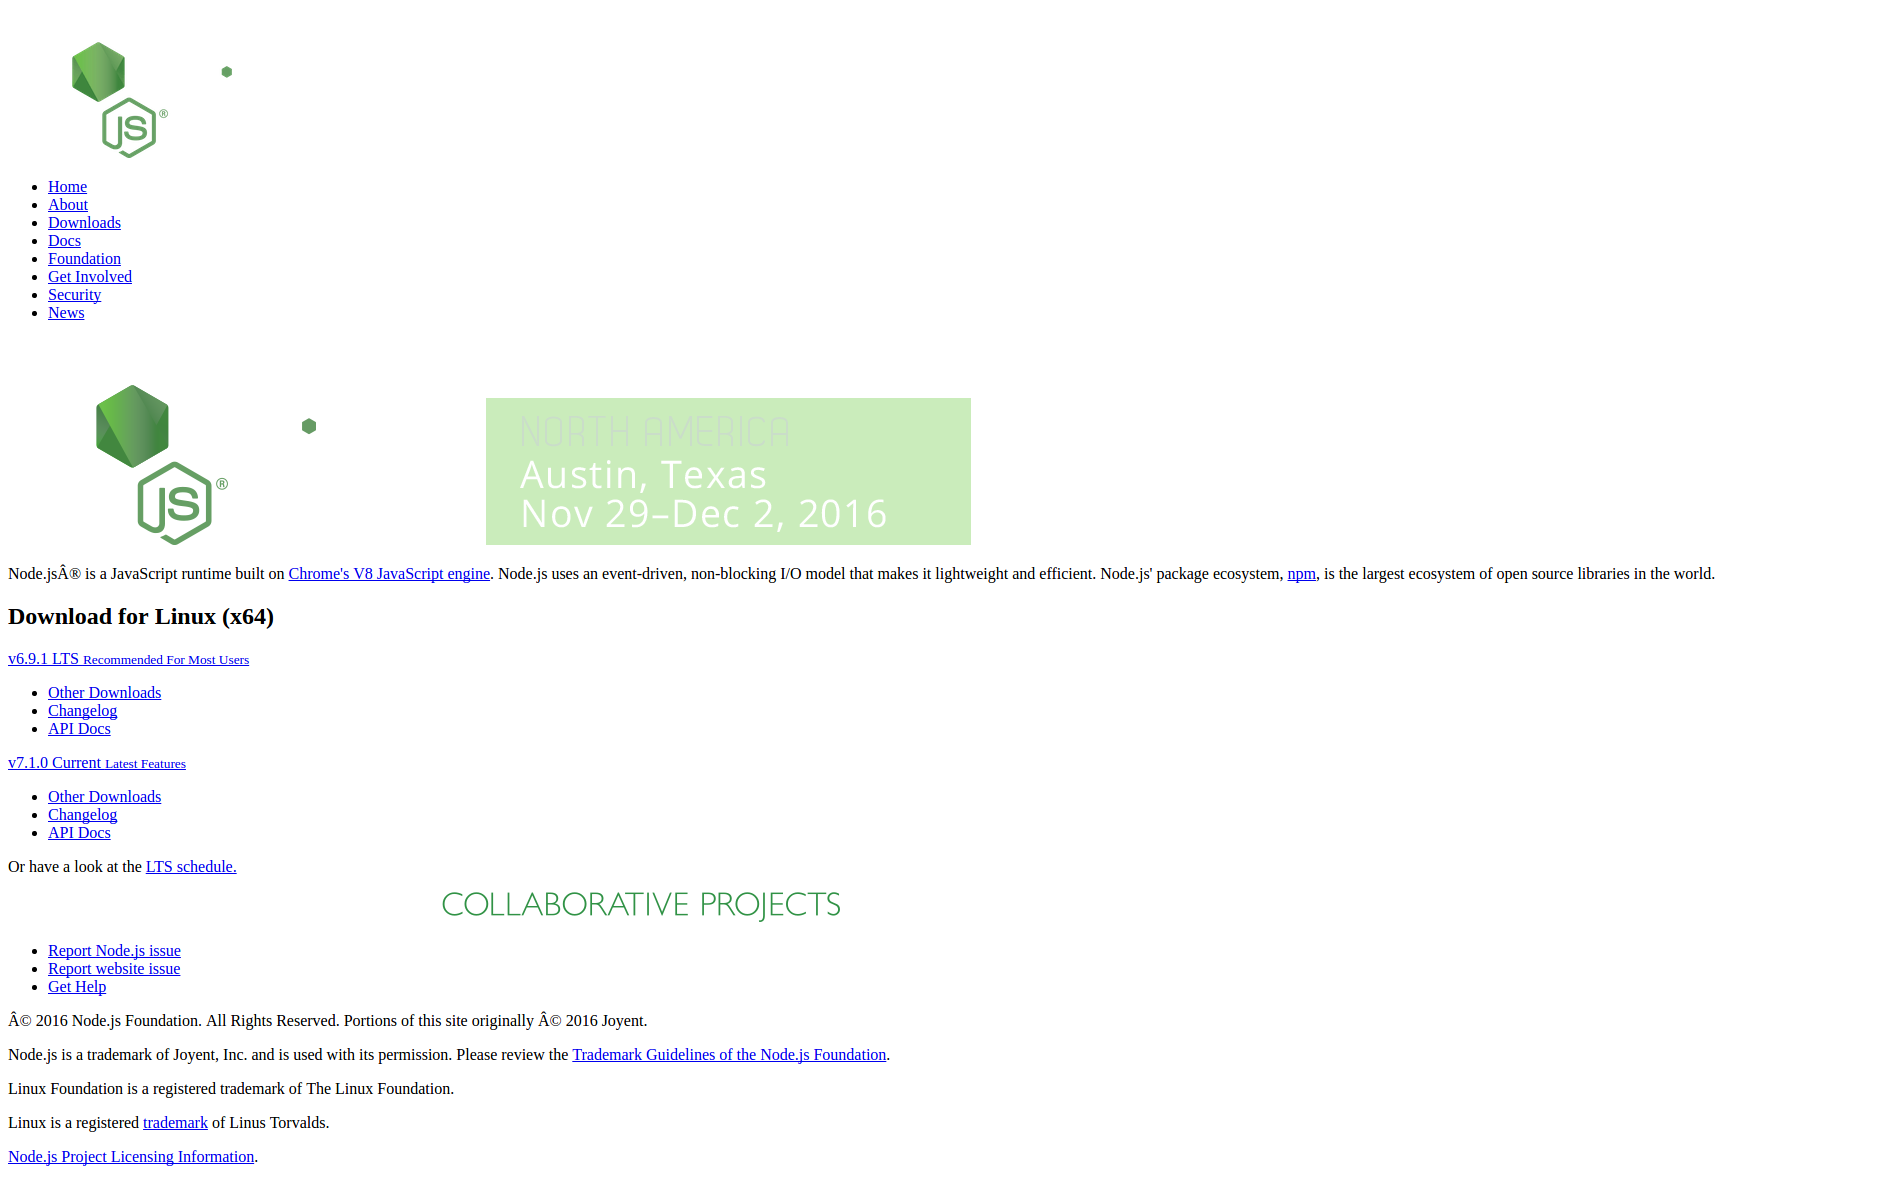 JS®
Home
About
Downloads
Docs
Foundation
Get Involved
Security
News
JS®
NORTH AMERICA
Austin, Texas
Nov 29–Dec 2, 2016
Node.jsÂ® is a JavaScript runtime built on Chrome's V8 JavaScript engine. Node.js uses an event-driven, non-blocking I/O model that makes it lightweight and efficient. Node.js' package ecosystem, npm, is the largest ecosystem of open source libraries in the world.
Download for Linux (x64)
v6.9.1 LTS Recommended For Most Users
Other Downloads
Changelog
API Docs
v7.1.0 Current Latest Features
Other Downloads
Changelog
API Docs
Or have a look at the LTS schedule.
COLLABORATIVE PROJECTS
Report Node.js issue
Report website issue
Get Help
Â© 2016 Node.js Foundation. All Rights Reserved. Portions of this site originally Â© 2016 Joyent.
Node.js is a trademark of Joyent, Inc. and is used with its permission. Please review the Trademark Guidelines of the Node.js Foundation.
Linux Foundation is a registered trademark of The Linux Foundation.
Linux is a registered trademark of Linus Torvalds.
Node.js Project Licensing Information.